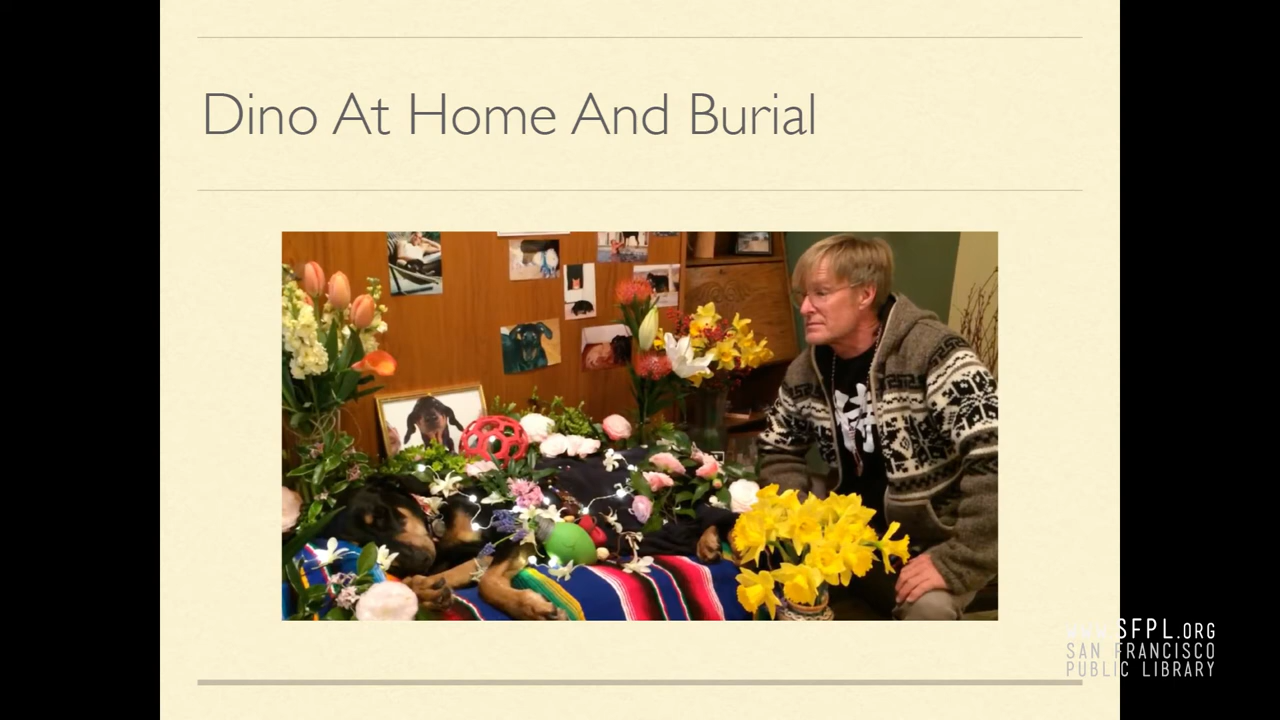 Dino At Home And Burial
SFPL.ORG
SAN FRANCISCO
PUBLIC LIBRARY